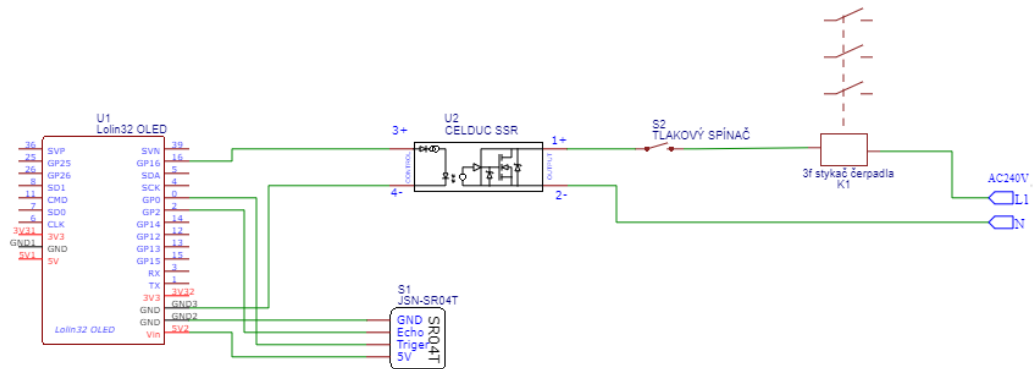 U1
Lolin32 OLED
36 SVP
25 GP25
26 GP26
8 SD1
11 CMD
7 SD0
6 CLK
3V31 3V3
GND1 GND
5V1 5V
SVN 39
GP16 16
SDA 5
SCK 4
GP0 0
GP2 2
GP14 14
GP12 12
GP13 13
GP15 15
RX 3
TX 1
3V3 3V32
GND GND3
GND GND2
Vin 5V2
Lolin32 OLED
U2
CELDUC SSR
3+
4-
CONTROL
OUTPUT
1+
2-
S2
TLAKOVÝ SPÍNAČ
3f stykač čerpadla
K1
AC240V
L1
N
S1
JSN-SR04T
GND
Echo
Triger
5V
SR04T